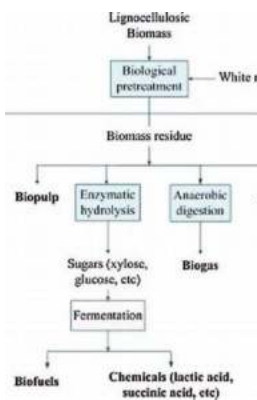 Lignocellulosic
Biomass
Biological
pretreatment
White
Biomass residue
Biopulp
Enzymatic
hydrolysis
Anaerobic
digestion
Sugars (xylose,
glucose, etc)
Biogas
Fermentation
Biofuels
Chemicals (lactic acid,
succinic acid, etc)